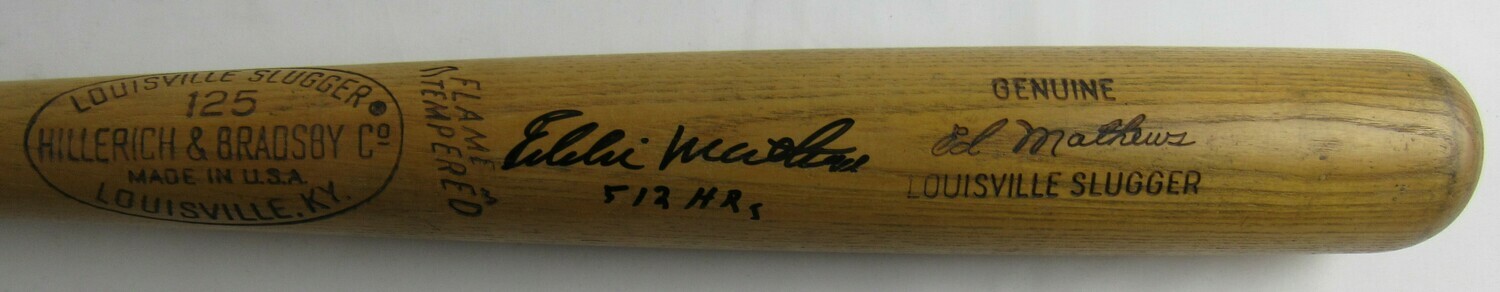 LOUISVILLE SLUGGER
125
HILLERICH & BRADSBY Cº
MADE IN U.S.A.
LOUISVILLE, KY.
FLAME
TEMPERED
Eddie Mathews
512 HRs
GENUINE
Ed Mathews
LOUISVILLE SLUGGER